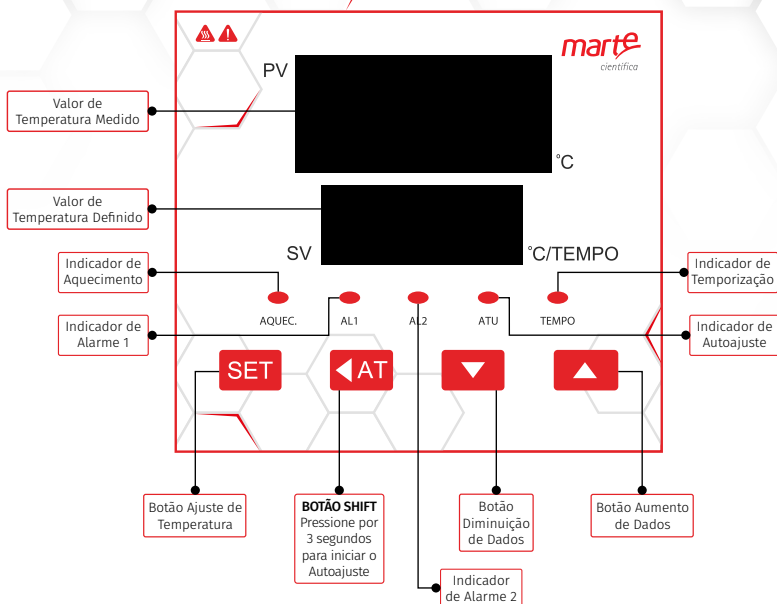 marte
científica
PV
Valor de
Temperatura Medido
°C
Valor de
Temperatura Definido
SV
°C/TEMPO
Indicador de
Aquecimento
Indicador de
Temporização
AQUEC.
AL1
AL2
ATU
TEMPO
Indicador de
Alarme 1
Indicador de
Autoajuste
SET
AT
Botão Ajuste de
Temperatura
BOTÃO SHIFT
Pressione por
3 segundos
para iniciar o
Autoajuste
Botão
Diminuição
de Dados
Botão Aumento
de Dados
Indicador
de Alarme 2